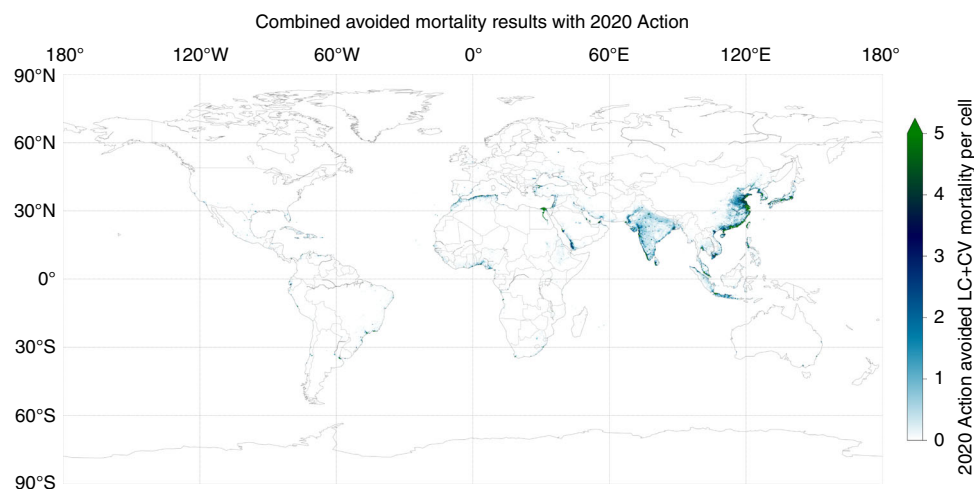 Combined avoided mortality results with 2020 Action
180° 120°W 60°W 0° 60°E 120°E 180°
90°N
60°N
30°N
0°
30°S
60°S
90°S
5
4
3
2
1
0
2020 Action avoided LC+CV mortality per cell